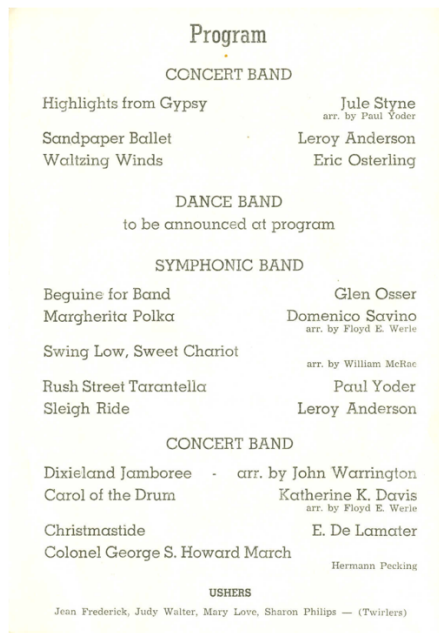 Program
CONCERT BAND
Highlights from Gypsy Jule Styne
arr. by Paul Yoder
Sandpaper Ballet Leroy Anderson
Waltzing Winds Eric Osterling
DANCE BAND
to be announced at program
SYMPHONIC BAND
Beguine for Band Glen Osser
Margherita Polka Domenico Savino
arr. by Floyd E. Werle
Swing Low, Sweet Chariot
arr. by William McRae
Rush Street Tarantella Paul Yoder
Sleigh Ride Leroy Anderson
CONCERT BAND
Dixieland Jamboree - arr. by John Warrington
Carol of the Drum Katherine K. Davis
arr. by Floyd E. Werle
Christmastide E. De Lamater
Colonel George S. Howard March
Hermann Pecking
USHERS
Jean Frederick, Judy Walter, Mary Love, Sharon Philips — (Twirlers)